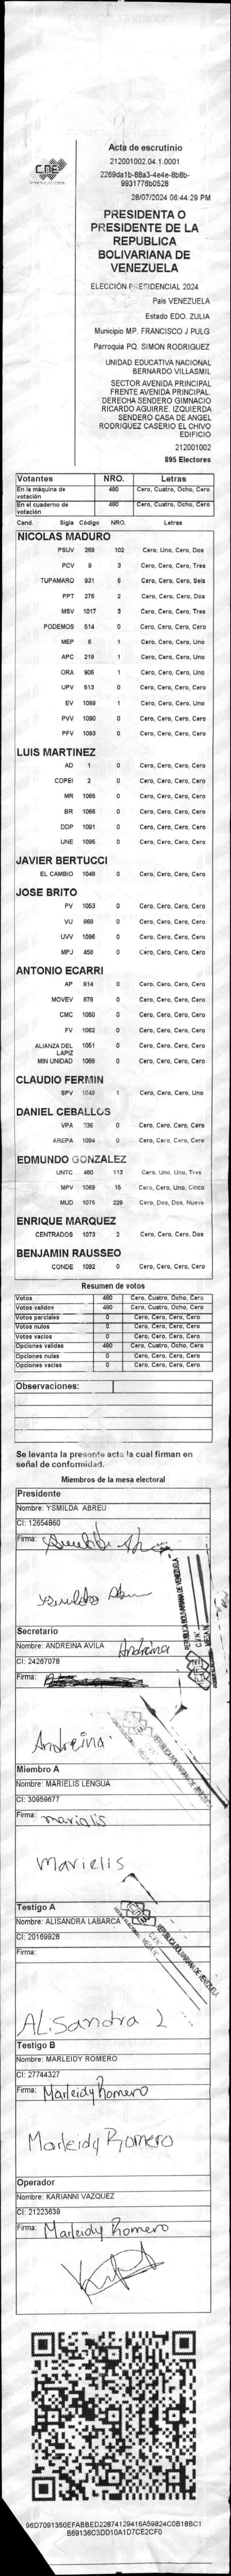 CNE
Acta de escrutinio
212001002.04.1.0001
2269da1b-88a3-4e4e-8b8b-
9931776b0528
28/07/2024 06:44:29 PM
PRESIDENTA O
PRESIDENTE DE LA
REPUBLICA
BOLIVARIANA DE
VENEZUELA
ELECCIÓN PRESIDENCIAL 2024
Pais VENEZUELA
Estado EDO. ZULIA
Municipio MP. FRANCISCO J PULG
Parroquia PQ. SIMON RODRIGUEZ
UNIDAD EDUCATIVA NACIONAL
BERNARDO VILLASMIL
SECTOR AVENIDA PRINCIPAL
FRENTE AVENIDA PRINCIPAL.
DERECHA SENDERO GIMNACIO
RICARDO AGUIRRE. IZQUIERDA
SENDERO CASA DE ANGEL
RODRIGUEZ CASERIO EL CHIVO
EDIFICIO
212001002
895 Electores
Votantes NRO. Letras
En la máquina de votación 480 Cero, Cuatro, Ocho, Cero
En el cuaderno de votación 480 Cero, Cuatro, Ocho, Cero
Cand. Sigla Código NRO. Letras
NICOLAS MADURO
PSUV 269 102 Cero, Uno, Cero, Dos
PCV 9 3 Cero, Cero, Cero, Tres
TUPAMARO 931 6 Cero, Cero, Cero, Seis
PPT 276 2 Cero, Cero, Cero, Dos
MSV 1017 3 Cero, Cero, Cero, Tres
PODEMOS 514 0 Cero, Cero, Cero, Cero
MEP 6 1 Cero, Cero, Cero, Uno
APC 219 1 Cero, Cero, Cero, Uno
ORA 906 1 Cero, Cero, Cero, Uno
UPV 513 0 Cero, Cero, Cero, Cero
EV 1089 1 Cero, Cero, Cero, Uno
PVV 1090 0 Cero, Cero, Cero, Cero
PFV 1093 0 Cero, Cero, Cero, Cero
LUIS MARTINEZ
AD 1 0 Cero, Cero, Cero, Cero
COPEI 2 0 Cero, Cero, Cero, Cero
MR 1065 0 Cero, Cero, Cero, Cero
BR 1066 0 Cero, Cero, Cero, Cero
DDP 1091 0 Cero, Cero, Cero, Cero
UNE 1095 0 Cero, Cero, Cero, Cero
JAVIER BERTUCCI
EL CAMBIO 1049 0 Cero, Cero, Cero, Cero
JOSE BRITO
PV 1053 0 Cero, Cero, Cero, Cero
VU 868 0 Cero, Cero, Cero, Cero
UVV 1096 0 Cero, Cero, Cero, Cero
MPJ 458 0 Cero, Cero, Cero, Cero
ANTONIO ECARRI
AP 814 0 Cero, Cero, Cero, Cero
MOVEV 878 0 Cero, Cero, Cero, Cero
CMC 1050 0 Cero, Cero, Cero, Cero
FV 1062 0 Cero, Cero, Cero, Cero
ALIANZA DEL LAPIZ 1051 0 Cero, Cero, Cero, Cero
MIN UNIDAD 1068 0 Cero, Cero, Cero, Cero
CLAUDIO FERMIN
SPV 1 Cero, Cero, Cero, Uno
DANIEL CEBALLOS
VPA 0 Cero, Cero, Cero, Cero
AREPA 1094 0 Cero, Cero, Cero, Cero
EDMUNDO GONZALEZ
UNTC 460 113 Cero, Uno, Uno, Tres
MPV 1069 15 Cero, Cero, Uno, Cinco
MUD 1075 229 Cero, Dos, Dos, Nueve
ENRIQUE MARQUEZ
CENTRADOS 1073 2 Cero, Cero, Cero, Dos
BENJAMIN RAUSSEO
CONDE 1092 0 Cero, Cero, Cero, Cero
Resumen de votos
Votos 480 Cero, Cuatro, Ocho, Cero
Votos validos 480 Cero, Cuatro, Ocho, Cero
Votos parciales 0 Cero, Cero, Cero, Cero
Votos nulos 0 Cero, Cero, Cero, Cero
Votos vacios 0 Cero, Cero, Cero, Cero
Opciones validas 480 Cero, Cuatro, Ocho, Cero
Opciones nulas 0 Cero, Cero, Cero, Cero
Opciones vacias 0 Cero, Cero, Cero, Cero
Observaciones:
Se levanta la presente acta la cual firman en
señal de conformidad.
Miembros de la mesa electoral
Presidente
Nombre: YSMILDA ABREU
CI: 12654860
Firma:
REPUBLICA BOLIVARIANA DE VENEZUELA
Secretario
Nombre: ANDREINA AVILA Andreina
CI: 24267078
Firma:
Andreina
REPUBLICA BOLIVARIANA DE VENEZUELA
Miembro A
Nombre: MARIELIS LENGUA
CI: 30959677
Firma: marielis
Marielis
Testigo A
Nombre: ALISANDRA LABARCA
CI: 20169928
Firma:
REPUBLICA BOLIVARIANA DE VENEZUELA
ALiSandra L
Testigo B
Nombre: MARLEIDY ROMERO
CI: 27744327
Firma: Marleidy Romero
Marleidy Romero
Operador
Nombre: KARIANNI VAZQUEZ
CI: 21223639
Firma: Marleidy Romero
96D7091350EFABBED22874129416A59824C0B18BC1
B69136C3DD10A1D7CE2CF0